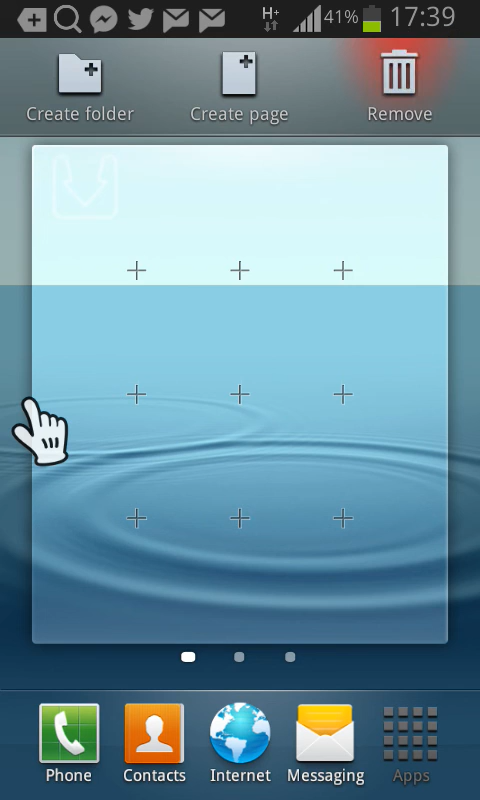 H+ 41% 17:39
Create folder Create page Remove
Phone Contacts Internet Messaging Apps